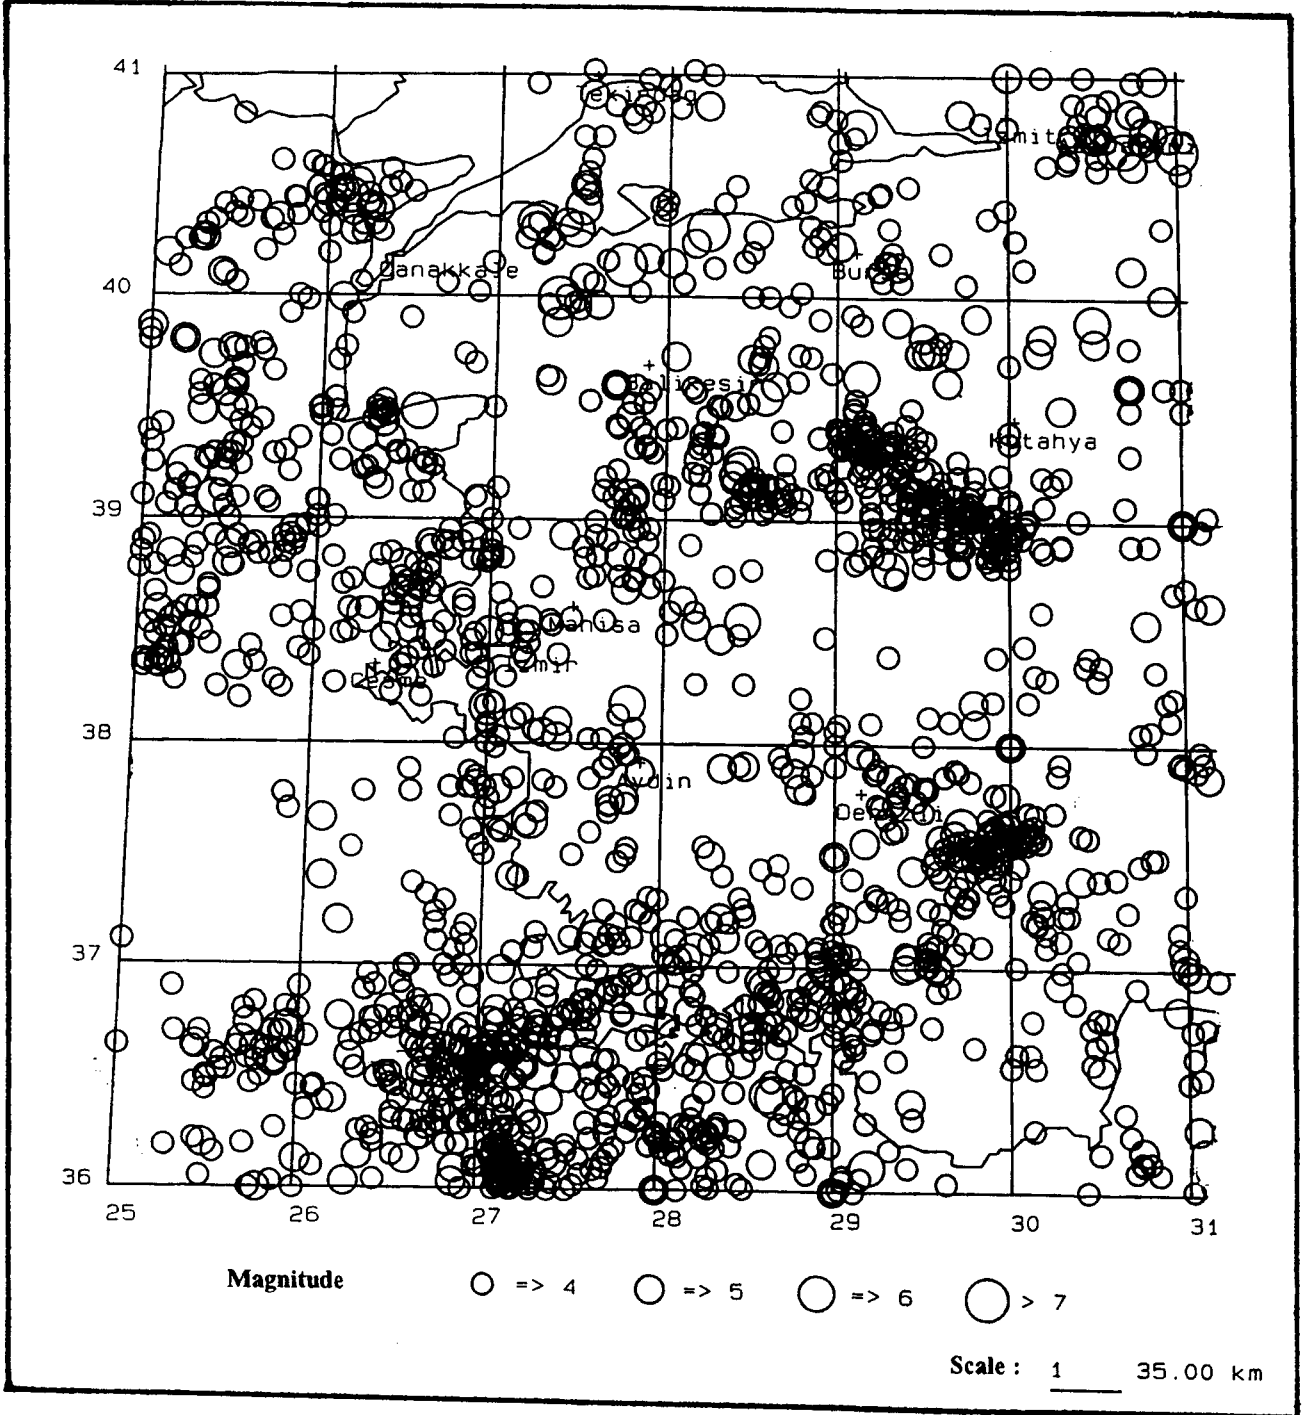 41
Tekirdag
Izmit
Çanakkale
Bursa
40
Balikesir
Kutahya
39
Manisa
Izmir
Cesme
38
Aydin
Denizli
37
36
25 26 27 28 29 30 31
Magnitude => 4 => 5 => 6 > 7
Scale : 1 35.00 km